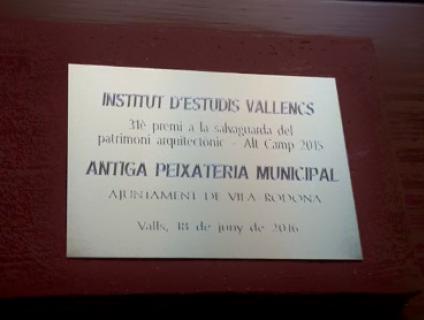 INSTITUT D'ESTUDIS VALLENCS
31è premi a la salvaguarda del
patrimoni arquitectònic - Alt Camp 2015
ANTIGA PEIXATERIA MUNICIPAL
AJUNTAMENT DE VILA-RODONA
Valls, 18 de juny de 2016